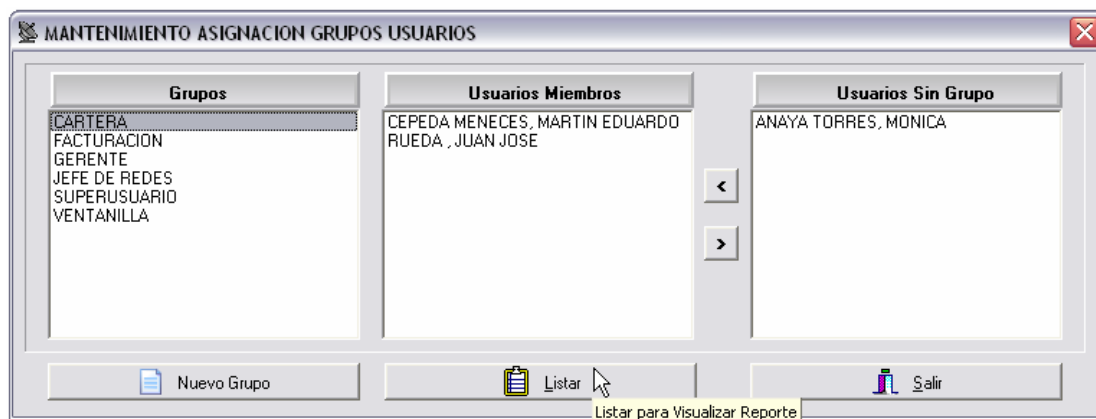 MANTENIMIENTO ASIGNACION GRUPOS USUARIOS
Grupos
CARTERA
FACTURACION
GERENTE
JEFE DE REDES
SUPERUSUARIO
VENTANILLA
Usuarios Miembros
CEPEDA MENECES, MARTIN EDUARDO
RUEDA , JUAN JOSE
<
>
Usuarios Sin Grupo
ANAYA TORRES, MONICA
Nuevo Grupo
Listar
Salir
Listar para Visualizar Reporte